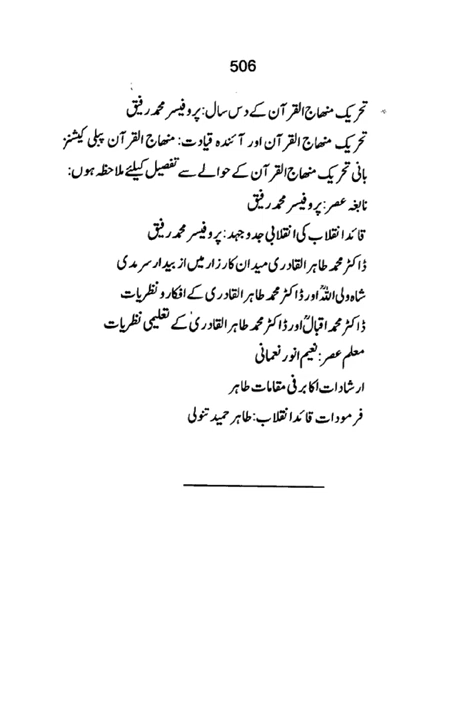 506
تحریک منھاج القرآن کے دس سال: پروفیسر محمد رفیق
تحریک منھاج القرآن اور آئندہ قیادت: منھاج القرآن پبلی کیشنز
بانی تحریک منھاج القرآن کے حوالے سے تفصیل کیلئے ملاحظہ ہوں:
نابغہ عصر: پروفیسر محمد رفیق
قائد انقلاب کی انقلابی جدوجہد: پروفیسر محمد رفیق
ڈاکٹر محمد طاہر القادری میدان کارزار میں از بیدار سرمدی
شاہ ولی اللہؒ اور ڈاکٹر محمد طاہر القادری کے افکار و نظریات
ڈاکٹر محمد اقبالؒ اور ڈاکٹر محمد طاہر القادری کے تعلیمی نظریات
معلم عصر: نعیم انور نعمانی
ارشادات اکابر فی مقامات طاہر
فرمودات قائد انقلاب: طاہر حمید تنولی